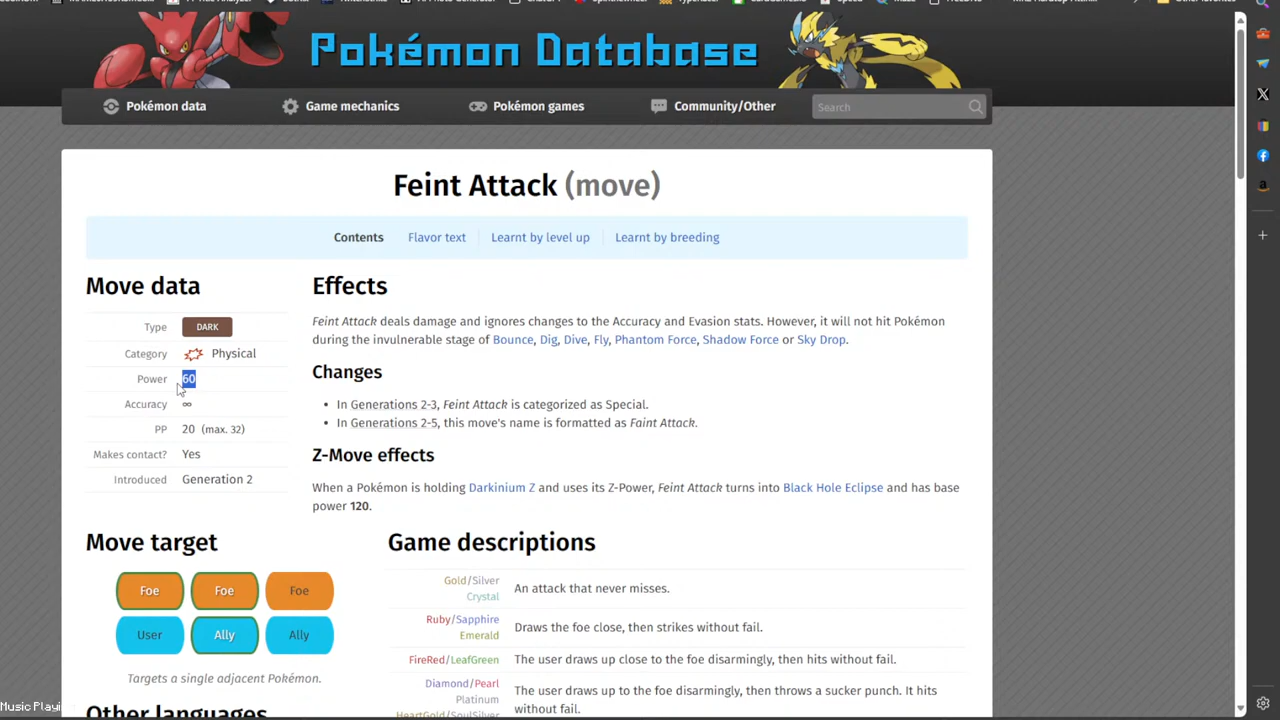 Pokémon Database
Pokémon data
Game mechanics
Pokémon games
Community/Other
Search
Feint Attack (move)
Contents
Flavor text
Learnt by level up
Learnt by breeding
Move data
Type DARK
Category Physical
Power 60
Accuracy ∞
PP 20 (max. 32)
Makes contact? Yes
Introduced Generation 2
Effects
Feint Attack deals damage and ignores changes to the Accuracy and Evasion stats. However, it will not hit Pokémon
during the invulnerable stage of Bounce, Dig, Dive, Fly, Phantom Force, Shadow Force or Sky Drop.
Changes
• In Generations 2-3, Feint Attack is categorized as Special.
• In Generations 2-5, this move's name is formatted as Faint Attack.
Z-Move effects
When a Pokémon is holding Darkinium Z and uses its Z-Power, Feint Attack turns into Black Hole Eclipse and has base
power 120.
Move target
Foe Foe Foe
User Ally Ally
Targets a single adjacent Pokémon.
Other languages
Game descriptions
Gold/Silver
Crystal
An attack that never misses.
Ruby/Sapphire
Emerald
Draws the foe close, then strikes without fail.
FireRed/LeafGreen
The user draws up close to the foe disarmingly, then hits without fail.
Diamond/Pearl
Platinum
HeartGold/SoulSilver
The user draws up to the foe disarmingly, then throws a sucker punch. It hits
without fail.
Music Playi